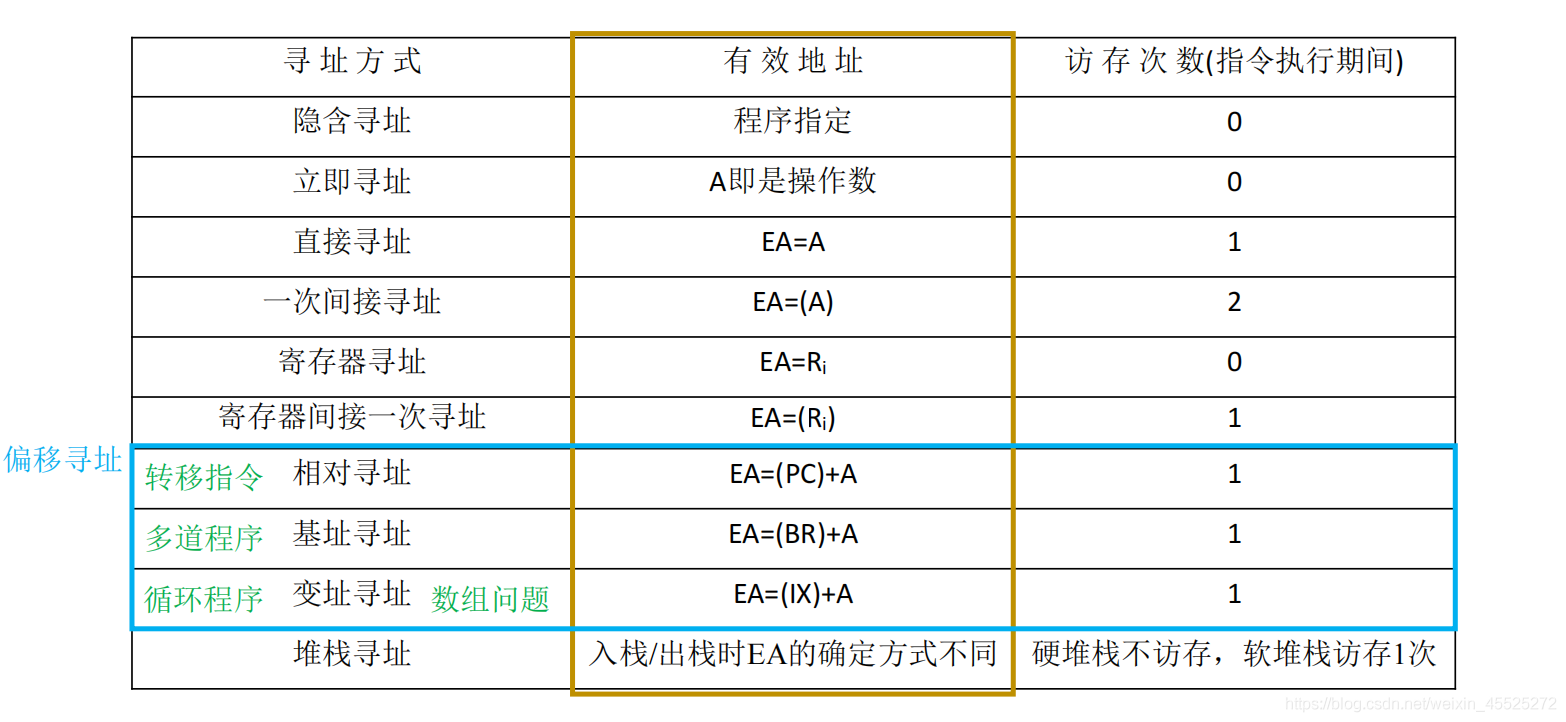 寻 址 方 式 有 效 地 址 访 存 次 数(指令执行期间)
隐含寻址 程序指定 0
立即寻址 A即是操作数 0
直接寻址 EA=A 1
一次间接寻址 EA=(A) 2
寄存器寻址 EA=Ri 0
寄存器间接一次寻址 EA=(Ri) 1
偏移寻址
转移指令 相对寻址 EA=(PC)+A 1
多道程序 基址寻址 EA=(BR)+A 1
循环程序 变址寻址 数组问题 EA=(IX)+A 1
堆栈寻址 入栈/出栈时EA的确定方式不同 硬堆栈不访存，软堆栈访存1次
https://blog.csdn.net/weixin_45525272